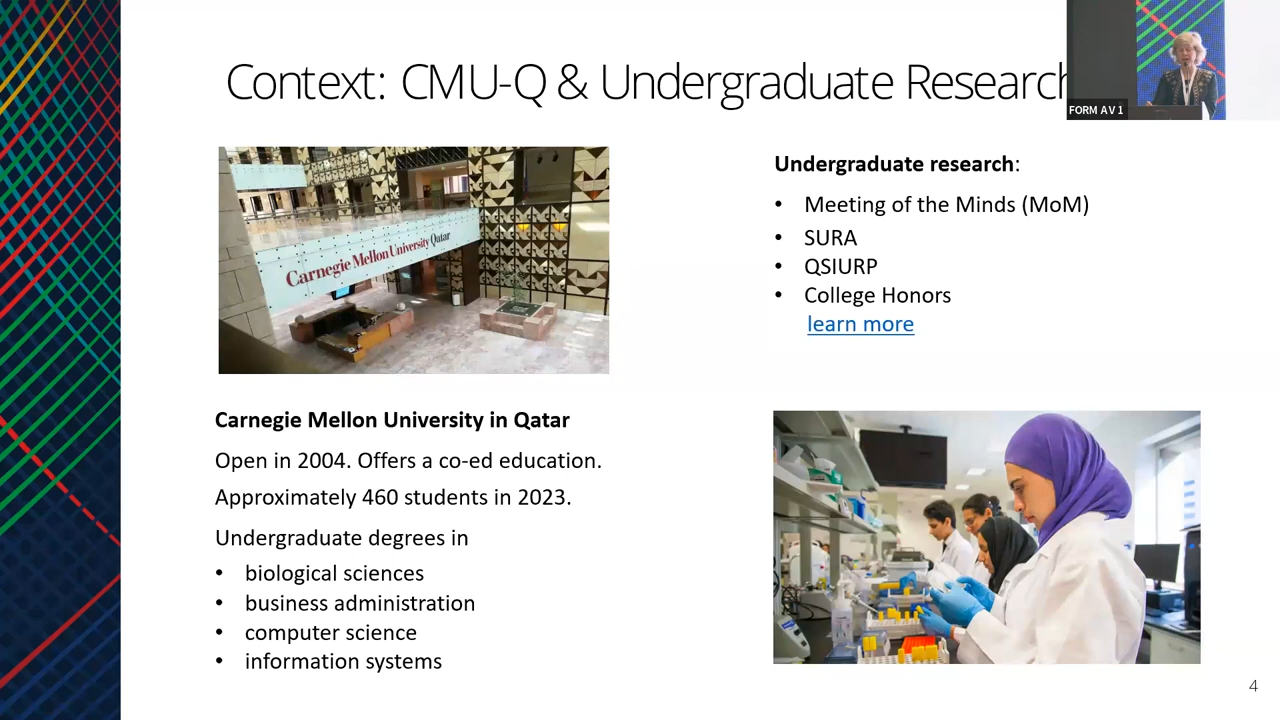 Context: CMU-Q & Undergraduate Research
FORM AV 1
Carnegie Mellon University Qatar
Undergraduate research:
• Meeting of the Minds (MoM)
• SURA
• QSIURP
• College Honors
learn more
Carnegie Mellon University in Qatar
Open in 2004. Offers a co-ed education.
Approximately 460 students in 2023.
Undergraduate degrees in
• biological sciences
• business administration
• computer science
• information systems
4